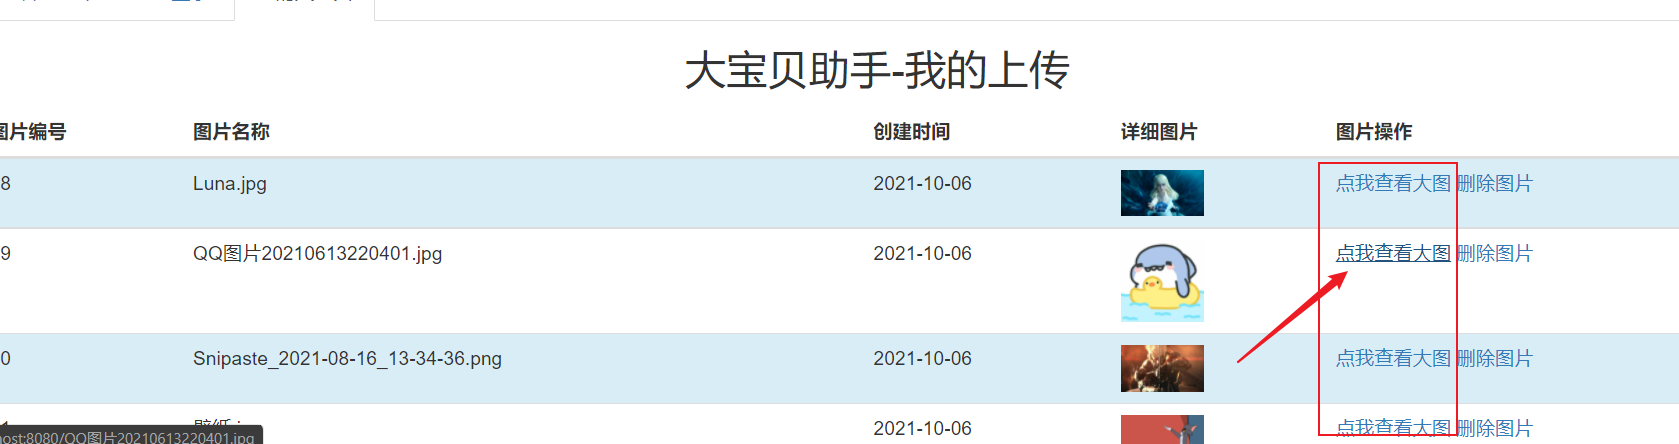 大宝贝助手-我的上传
图片编号 图片名称 创建时间 详细图片 图片操作
8 Luna.jpg 2021-10-06 点我查看大图 删除图片
9 QQ图片20210613220401.jpg 2021-10-06 点我查看大图 删除图片
0 Snipaste_2021-08-16_13-34-36.png 2021-10-06 点我查看大图 删除图片
2021-10-06 点我查看大图 删除图片
host:8080/QQ图片20210613220401.jpg